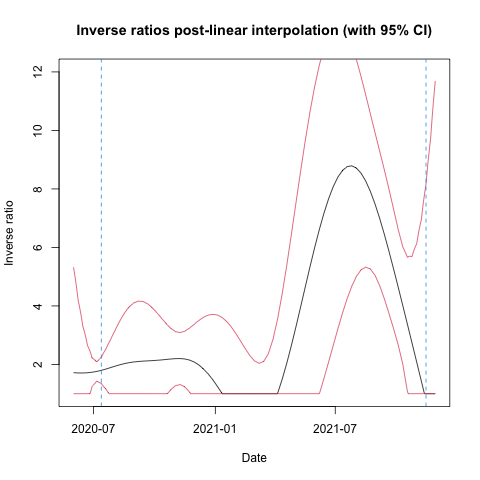 Inverse ratios post-linear interpolation (with 95% CI)
Inverse ratio
12
10
8
6
4
2
2020-07 2021-01 2021-07
Date